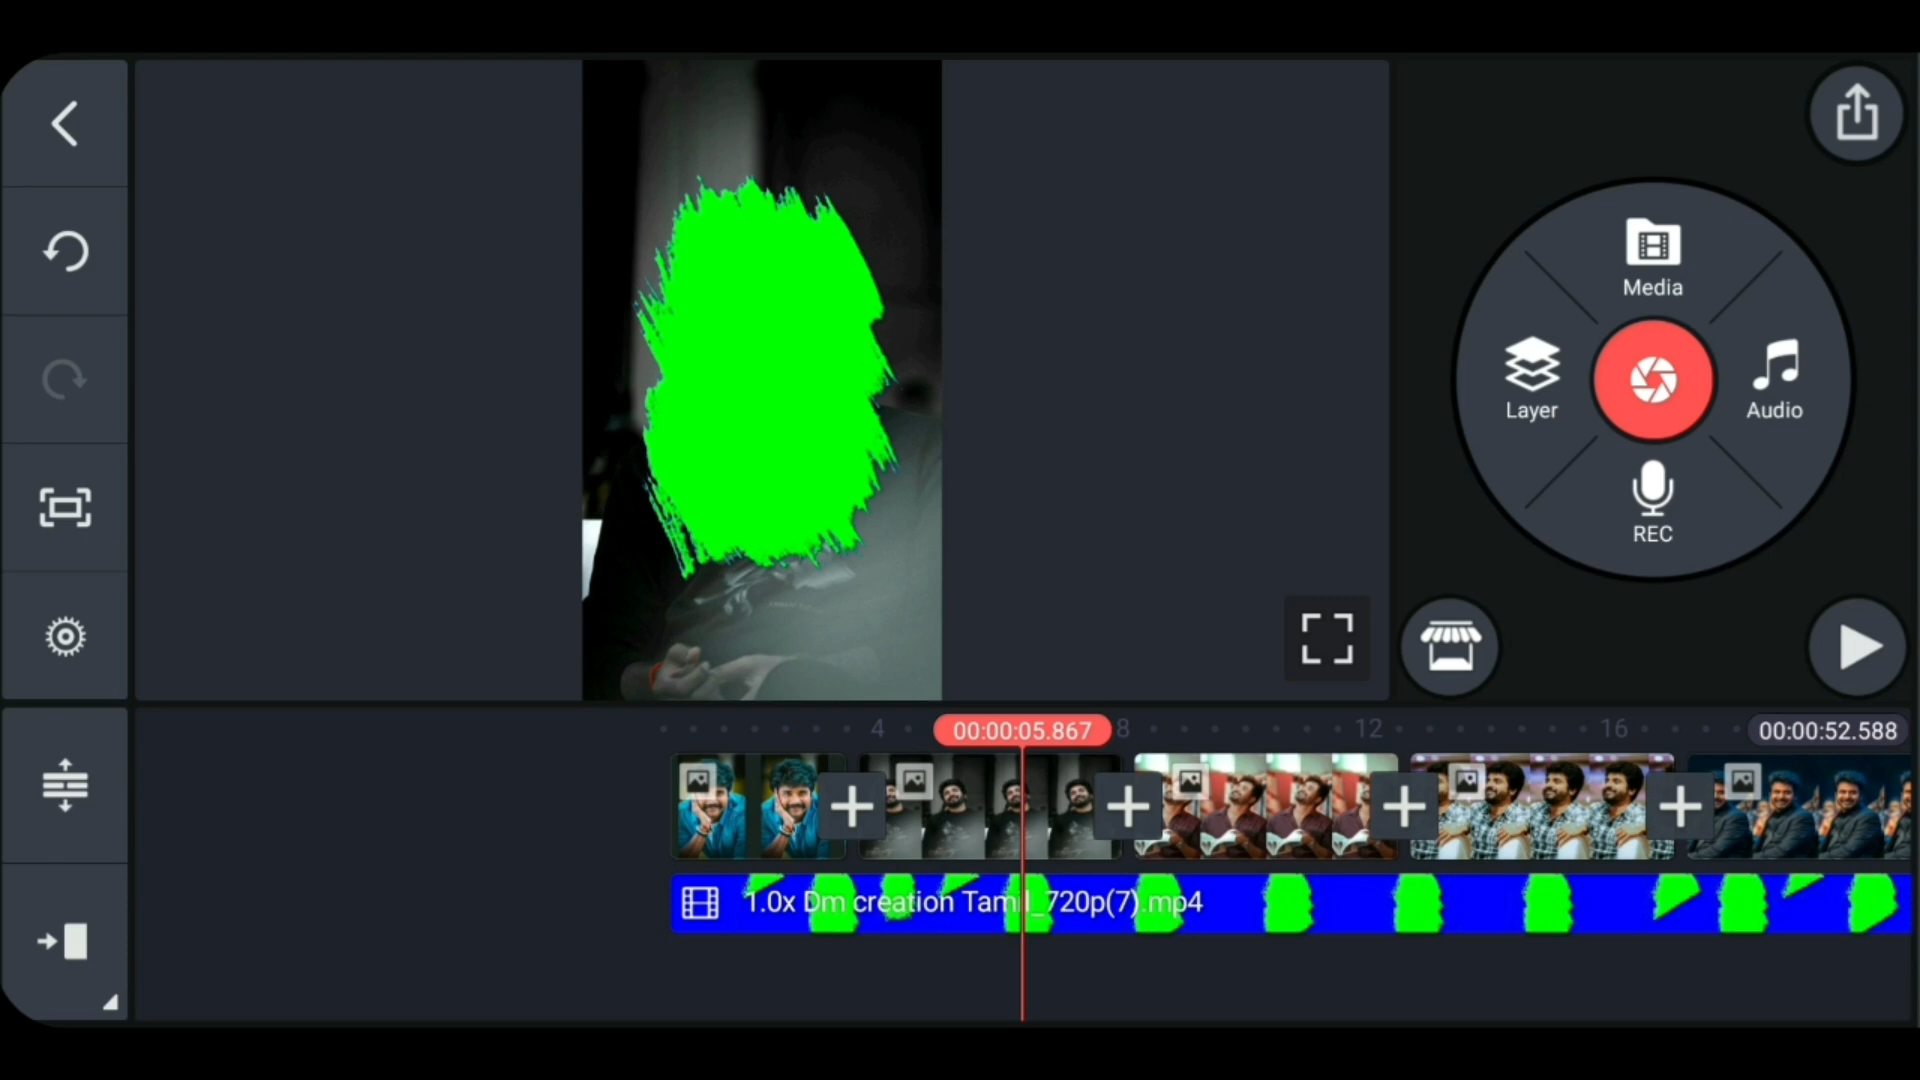 Media
Layer
Audio
REC
4
00:00:05.867
8
12
16
00:00:52.588
1.0x Dm creation Tamil_720p(7).mp4